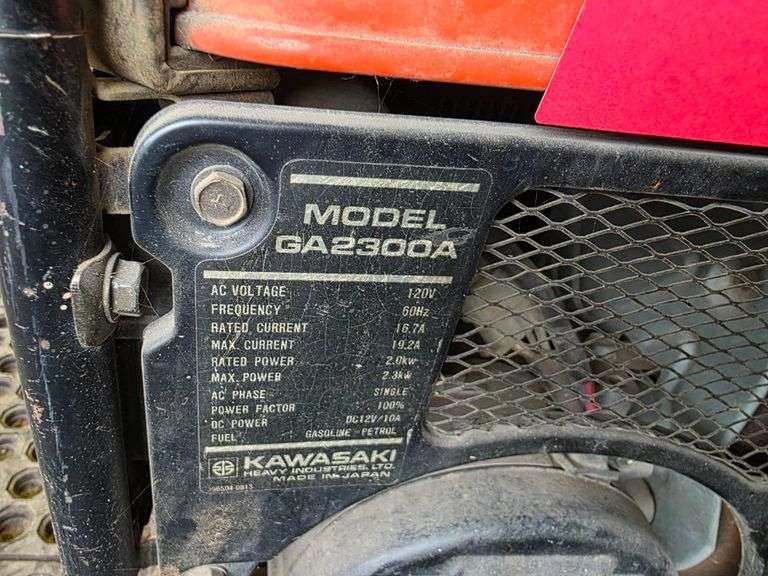 MODEL
GA2300A
AC VOLTAGE 120V
FREQUENCY 60Hz
RATED CURRENT 16.7A
MAX. CURRENT 19.2A
RATED POWER 2.0kw
MAX. POWER 2.3kw
AC PHASE SINGLE
POWER FACTOR 100%
DC POWER DC12V/10A
FUEL GASOLINE-PETROL
KAWASAKI
HEAVY INDUSTRIES, LTD.
MADE IN JAPAN